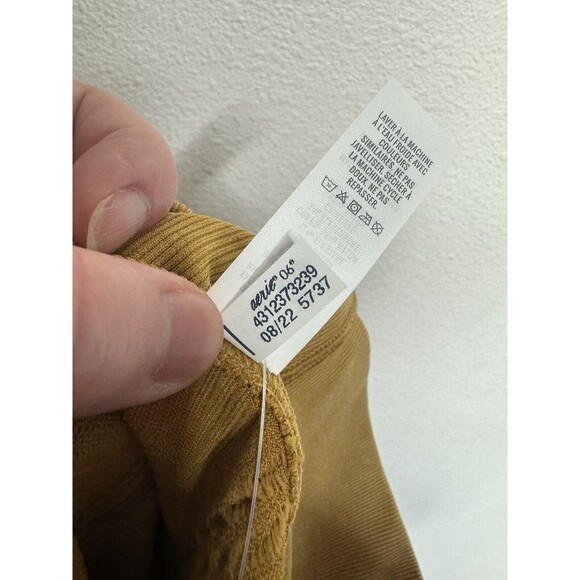 LAVER À LA MACHINE
À L'EAU FROIDE AVEC
COULEURS
SIMILAIRES, NE PAS
JAVELLISER, SÉCHER À
LA MACHINE CYCLE
DOUX. NE PAS
REPASSER.
aerie® 06®
4312373239
08/22 5737